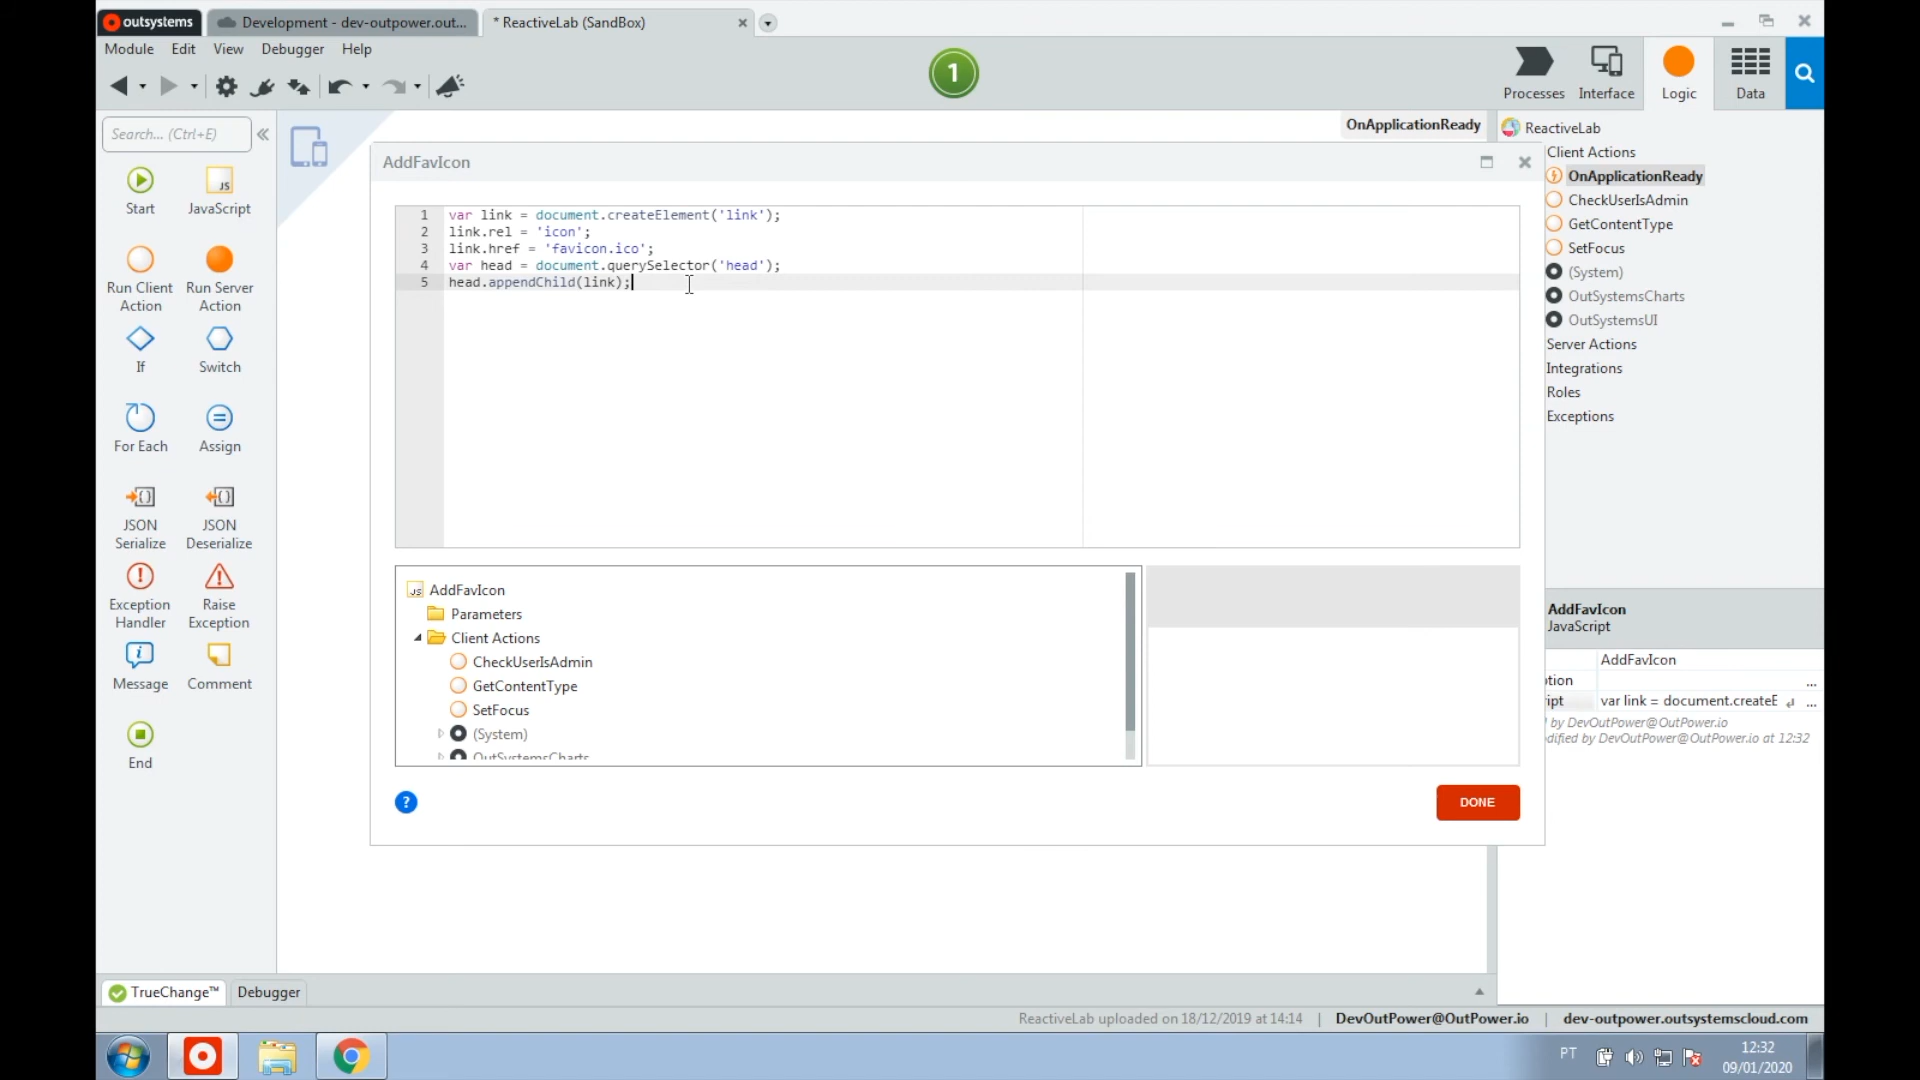 outsystems
Development - dev-outpower.out...
* ReactiveLab (SandBox)
Module Edit View Debugger Help
1
Processes
Interface
Logic
Data
Search... (Ctrl+E)
OnApplicationReady
Start
JavaScript
Run Client Action
Run Server Action
If
Switch
For Each
Assign
JSON Serialize
JSON Deserialize
Exception Handler
Raise Exception
Message
Comment
End
AddFavIcon
1 var link = document.createElement('link');
2 link.rel = 'icon';
3 link.href = 'favicon.ico';
4 var head = document.querySelector('head');
5 head.appendChild(link);
AddFavIcon
Parameters
Client Actions
CheckUserIsAdmin
GetContentType
SetFocus
(System)
OutSystemsCharts
?
DONE
ReactiveLab
Client Actions
OnApplicationReady
CheckUserIsAdmin
GetContentType
SetFocus
(System)
OutSystemsCharts
OutSystemsUI
Server Actions
Integrations
Roles
Exceptions
AddFavIcon
JavaScript
AddFavIcon
tion ...
ipt var link = document.createE ...
l by DevOutPower@OutPower.io
dified by DevOutPower@OutPower.io at 12:32
TrueChange™ Debugger
ReactiveLab uploaded on 18/12/2019 at 14:14 | DevOutPower@OutPower.io | dev-outpower.outsystemscloud.com
PT
12:32
09/01/2020